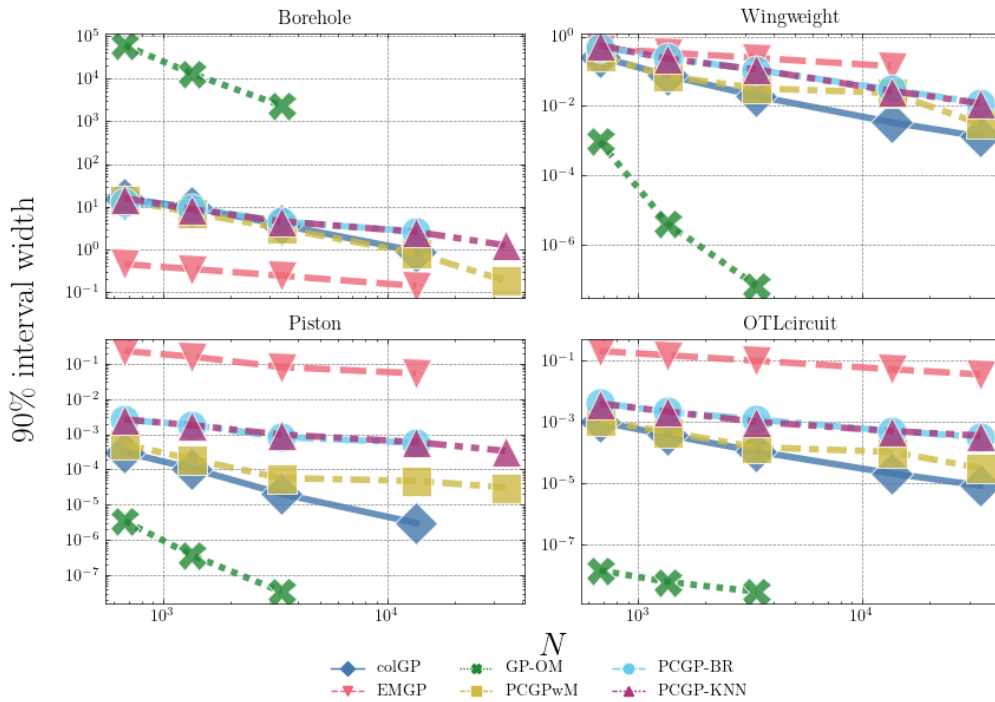 Borehole
Wingweight
10^5
10^4
10^3
10^2
10^1
10^0
10^-1
10^0
10^-2
10^-4
10^-6
90% interval width
Piston
OTLcircuit
10^-1
10^-2
10^-3
10^-4
10^-5
10^-6
10^-7
10^-1
10^-3
10^-5
10^-7
10^3
10^4
10^3
10^4
N
colGP
GP-OM
PCGP-BR
EMGP
PCGPwM
PCGP-KNN